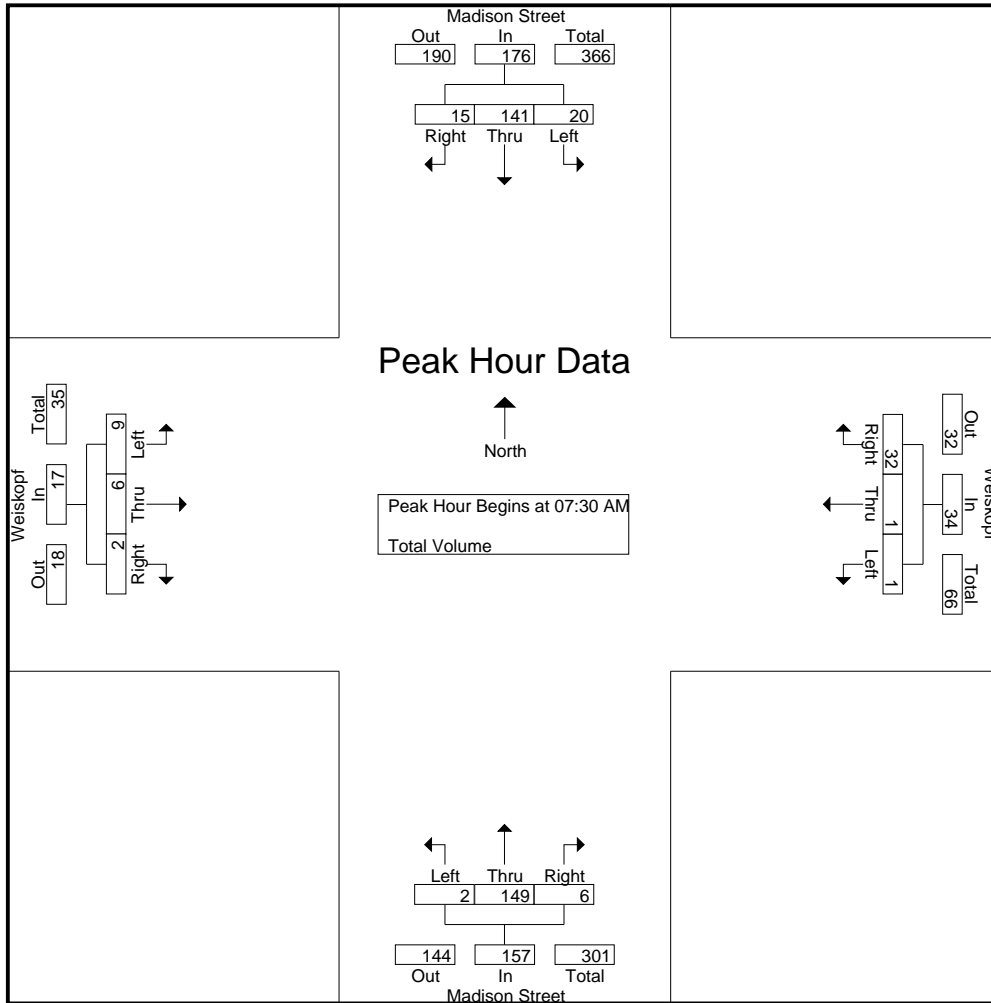 Madison Street
Out In Total
190 176 366
15 141 20
Right Thru Left
Peak Hour Data
North
Peak Hour Begins at 07:30 AM
Total Volume
Weiskopf
Total In Out
35 17 18
9 6 2
Left Thru Right
Right Thru Left
32 1 1
32 34 66
Out In Total
Weiskopf
Left Thru Right
2 149 6
144 157 301
Out In Total
Madison Street